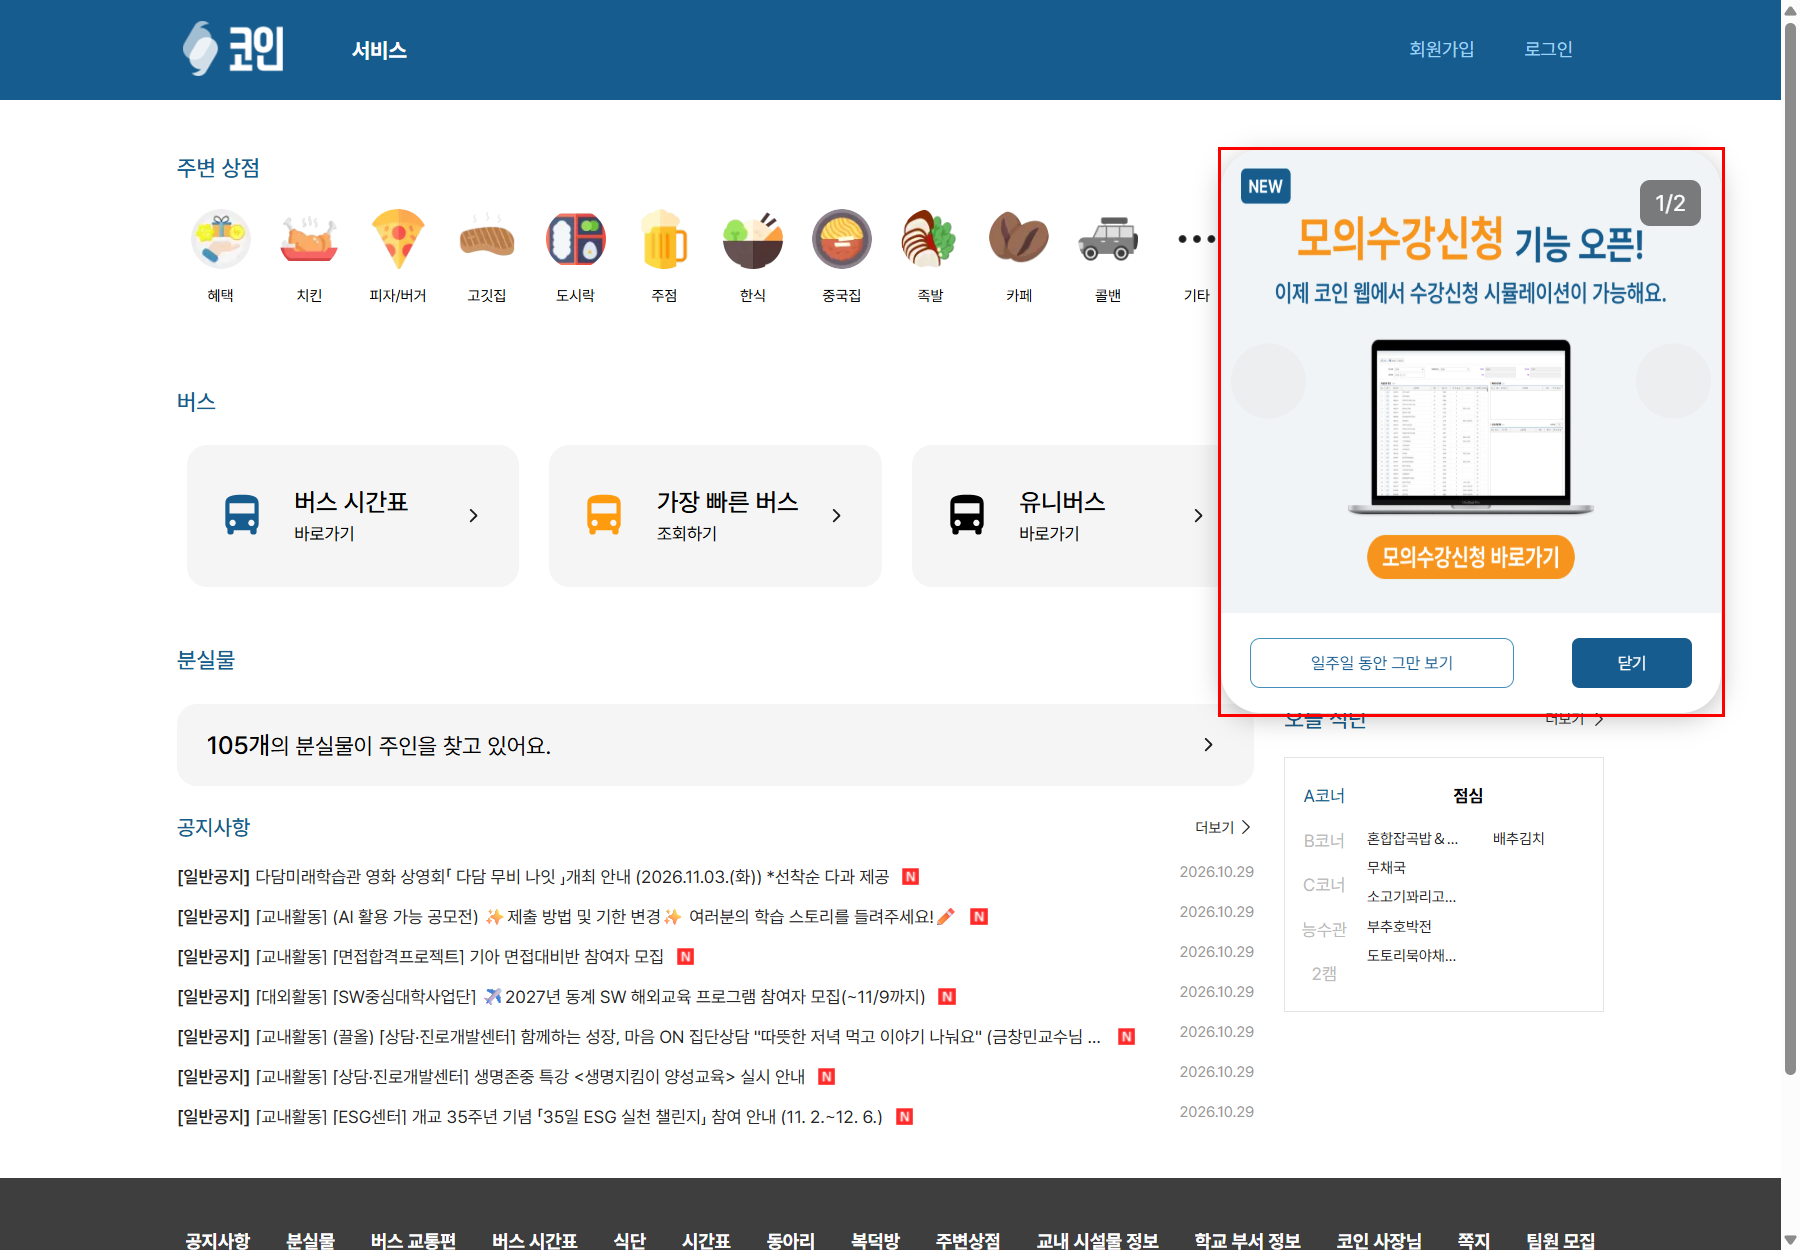 코인
서비스
회원가입
로그인
주변 상점
혜택
치킨
피자/버거
고깃집
도시락
주점
한식
중국집
족발
카페
콜밴
기타
버스
버스 시간표
바로가기
가장 빠른 버스
조회하기
유니버스
바로가기
NEW
1/2
모의수강신청 기능 오픈!
이제 코인 웹에서 수강신청 시뮬레이션이 가능해요.
모의수강신청 바로가기
일주일 동안 그만 보기
닫기
분실물
105개의 분실물이 주인을 찾고 있어요.
공지사항
더보기
[일반공지] 다담미래학습관 영화 상영회「 다담 무비 나잇 」개최 안내 (2026.11.03.(화)) *선착순 다과 제공 N
2026.10.29
[일반공지] [교내활동] (AI 활용 가능 공모전) ✨ 제출 방법 및 기한 변경✨ 여러분의 학습 스토리를 들려주세요!🖍 N
2026.10.29
[일반공지] [교내활동] [면접합격프로젝트] 기아 면접대비반 참여자 모집 N
2026.10.29
[일반공지] [대외활동] [SW중심대학사업단] ✈ 2027년 동계 SW 해외교육 프로그램 참여자 모집(~11/9까지) N
2026.10.29
[일반공지] [교내활동] (끌올) [상담·진로개발센터] 함께하는 성장, 마음 ON 집단상담 "따뜻한 저녁 먹고 이야기 나눠요" (금창민교수님 ... N
2026.10.29
[일반공지] [교내활동] [상담·진로개발센터] 생명존중 특강 <생명지킴이 양성교육> 실시 안내 N
2026.10.29
[일반공지] [교내활동] [ESG센터] 개교 35주년 기념 「35일 ESG 실천 챌린지」 참여 안내 (11. 2.~12. 6.) N
2026.10.29
오늘 식단
더보기
A코너
B코너
C코너
능수관
2캠
점심
혼합잡곡밥&...
배추김치
무채국
소고기꽈리고...
부추호박전
도토리묵야채...
공지사항
분실물
버스 교통편
버스 시간표
식단
시간표
동아리
복덕방
주변상점
교내 시설물 정보
학교 부서 정보
코인 사장님
쪽지
팀원 모집